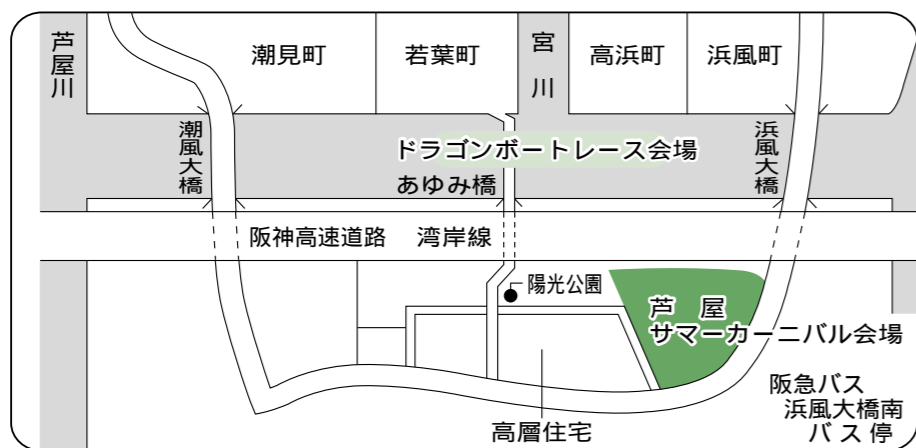 芦屋川
潮見町
若葉町
宮川
高浜町
浜風町
潮風大橋
ドラゴンボートレース会場
あゆみ橋
浜風大橋
阪神高速道路 湾岸線
陽光公園
芦屋
サマーカーニバル会場
阪急バス
浜風大橋南
バス停
高層住宅